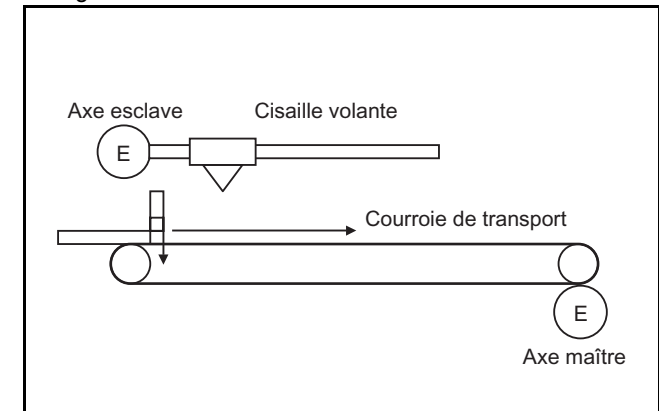 Axe esclave Cisaille volante
E
Courroie de transport
E
Axe maître